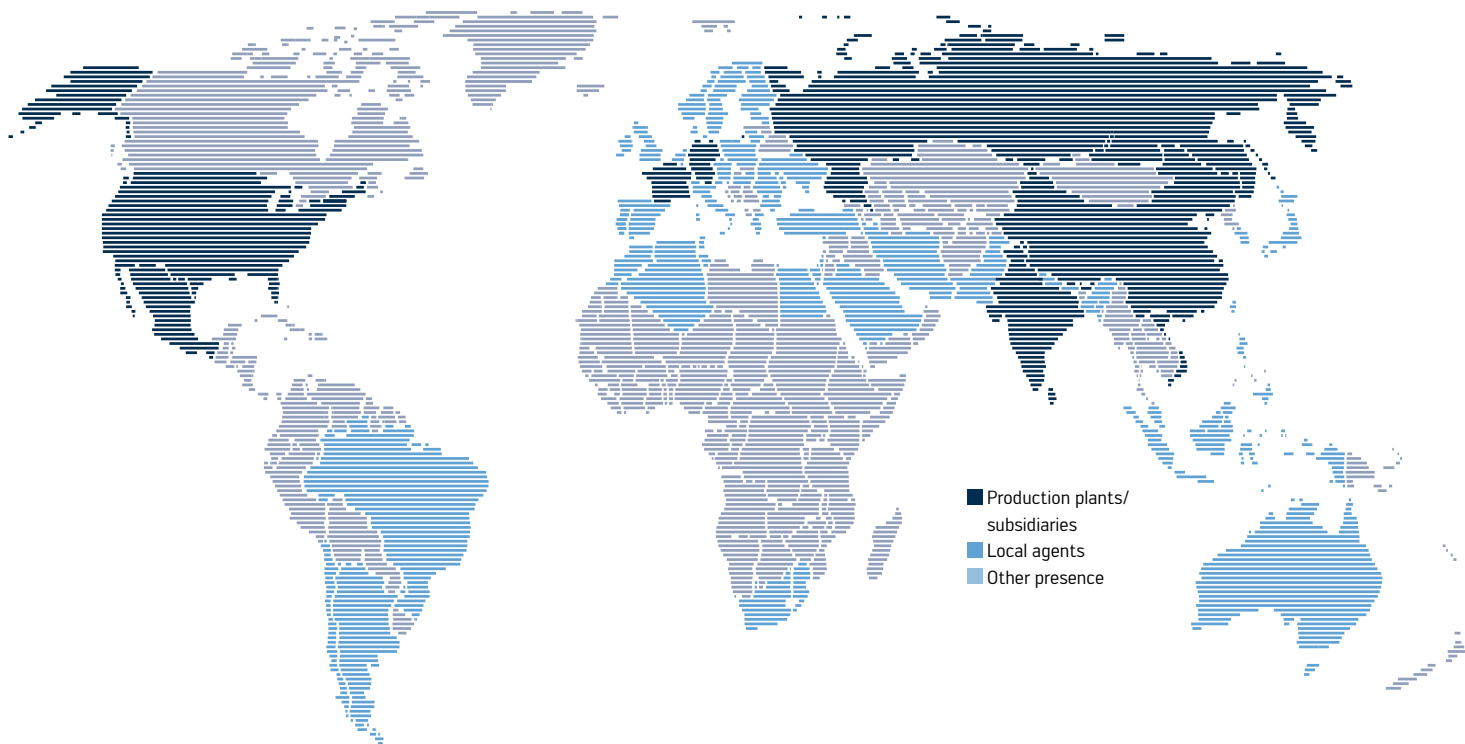 Production plants/
subsidiaries
Local agents
Other presence